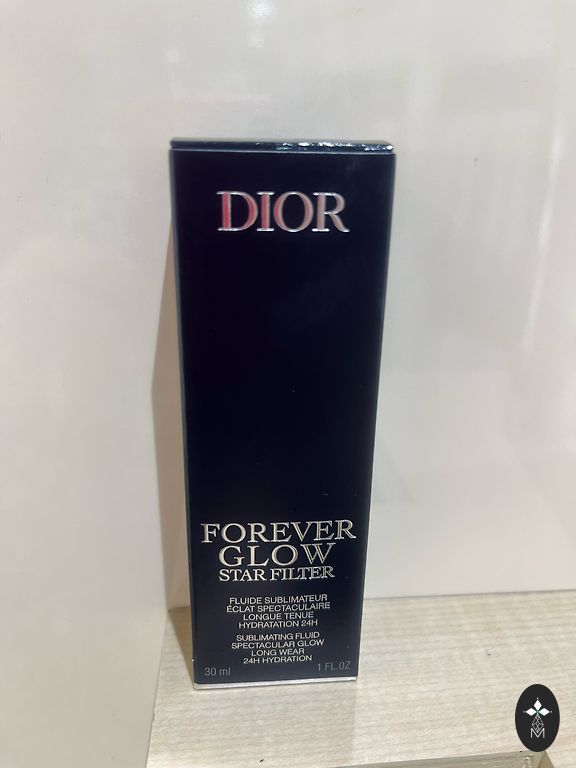 DIOR
FOREVER
GLOW
STAR FILTER
FLUIDE SUBLIMATEUR
ÉCLAT SPECTACULAIRE
LONGUE TENUE
HYDRATATION 24H
SUBLIMATING FLUID
SPECTACULAR GLOW
LONG WEAR
24H HYDRATION
30 ml 1 FL.OZ
M